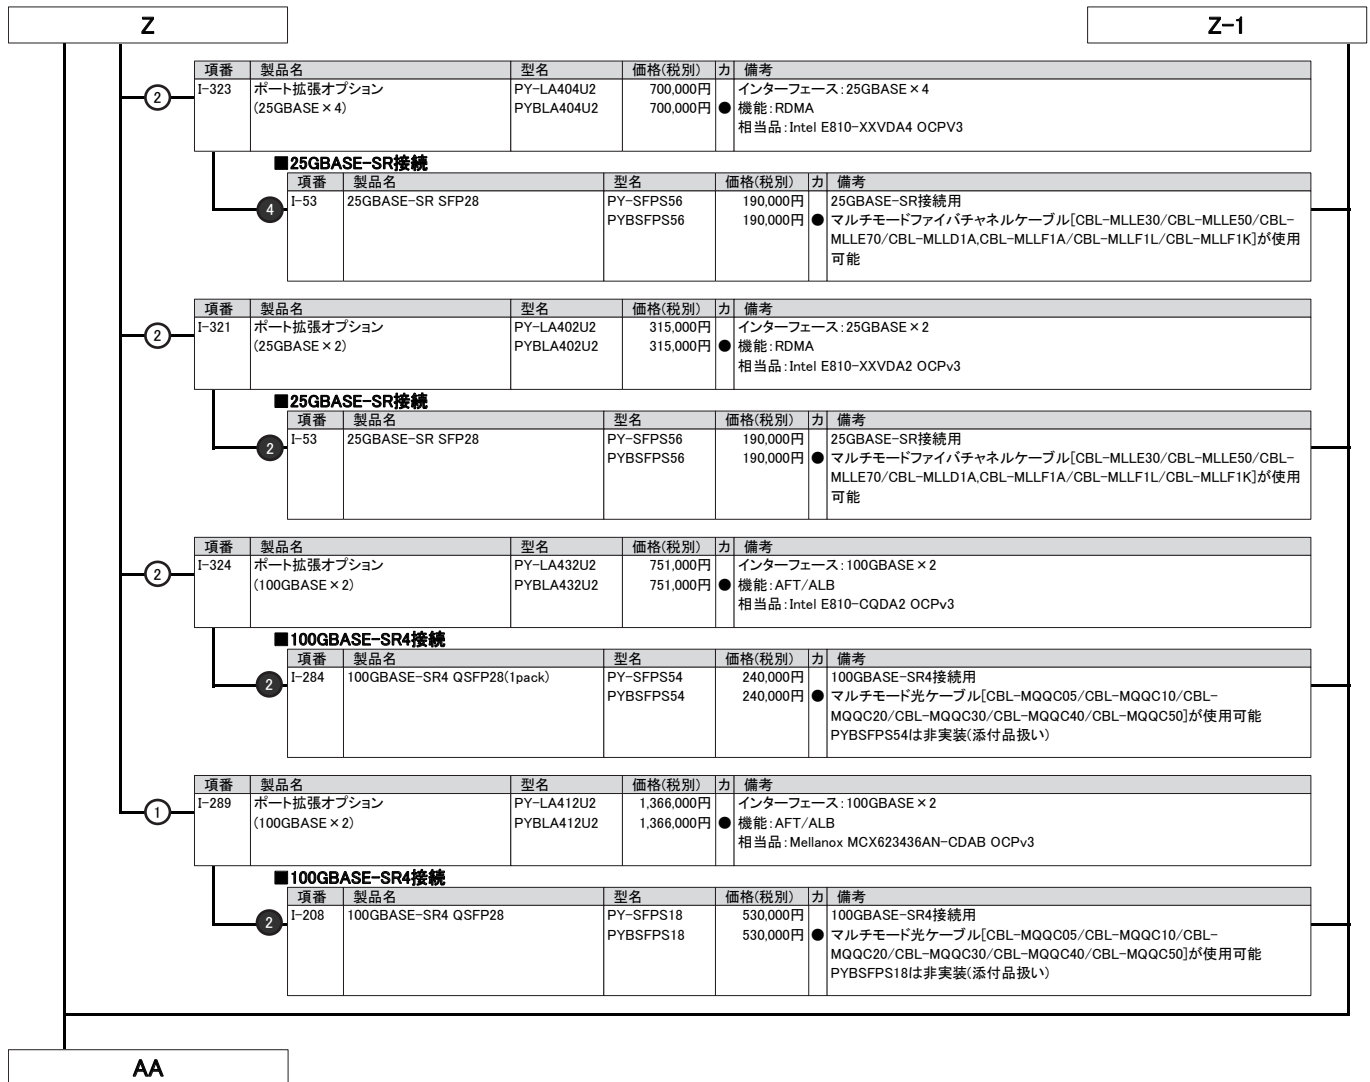 Z
Z-1
項番 製品名 型名 価格(税別) カ 備考
② I-323 ポート拡張オプション PY-LA404U2 700,000円 インターフェース:25GBASE×4
(25GBASE×4) PYBLA404U2 700,000円 ● 機能:RDMA
相当品:Intel E810-XXVDA4 OCPV3
■25GBASE-SR接続
項番 製品名 型名 価格(税別) カ 備考
4 I-53 25GBASE-SR SFP28 PY-SFPS56 190,000円 25GBASE-SR接続用
PYBSFPS56 190,000円 ● マルチモードファイバチャネルケーブル[CBL-MLLE30/CBL-MLLE50/CBL-
MLLE70/CBL-MLLD1A,CBL-MLLF1A/CBL-MLLF1L/CBL-MLLF1K]が使用
可能
項番 製品名 型名 価格(税別) カ 備考
② I-321 ポート拡張オプション PY-LA402U2 315,000円 インターフェース:25GBASE×2
(25GBASE×2) PYBLA402U2 315,000円 ● 機能:RDMA
相当品:Intel E810-XXVDA2 OCPv3
■25GBASE-SR接続
項番 製品名 型名 価格(税別) カ 備考
2 I-53 25GBASE-SR SFP28 PY-SFPS56 190,000円 25GBASE-SR接続用
PYBSFPS56 190,000円 ● マルチモードファイバチャネルケーブル[CBL-MLLE30/CBL-MLLE50/CBL-
MLLE70/CBL-MLLD1A,CBL-MLLF1A/CBL-MLLF1L/CBL-MLLF1K]が使用
可能
項番 製品名 型名 価格(税別) カ 備考
② I-324 ポート拡張オプション PY-LA432U2 751,000円 インターフェース:100GBASE×2
(100GBASE×2) PYBLA432U2 751,000円 ● 機能:AFT/ALB
相当品:Intel E810-CQDA2 OCPv3
■100GBASE-SR4接続
項番 製品名 型名 価格(税別) カ 備考
2 I-284 100GBASE-SR4 QSFP28(1pack) PY-SFPS54 240,000円 100GBASE-SR4接続用
PYBSFPS54 240,000円 ● マルチモード光ケーブル[CBL-MQQC05/CBL-MQQC10/CBL-
MQQC20/CBL-MQQC30/CBL-MQQC40/CBL-MQQC50]が使用可能
PYBSFPS54は非実装(添付品扱い)
項番 製品名 型名 価格(税別) カ 備考
① I-289 ポート拡張オプション PY-LA412U2 1,366,000円 インターフェース:100GBASE×2
(100GBASE×2) PYBLA412U2 1,366,000円 ● 機能:AFT/ALB
相当品:Mellanox MCX623436AN-CDAB OCPv3
■100GBASE-SR4接続
項番 製品名 型名 価格(税別) カ 備考
2 I-208 100GBASE-SR4 QSFP28 PY-SFPS18 530,000円 100GBASE-SR4接続用
PYBSFPS18 530,000円 ● マルチモード光ケーブル[CBL-MQQC05/CBL-MQQC10/CBL-
MQQC20/CBL-MQQC30/CBL-MQQC40/CBL-MQQC50]が使用可能
PYBSFPS18は非実装(添付品扱い)
AA